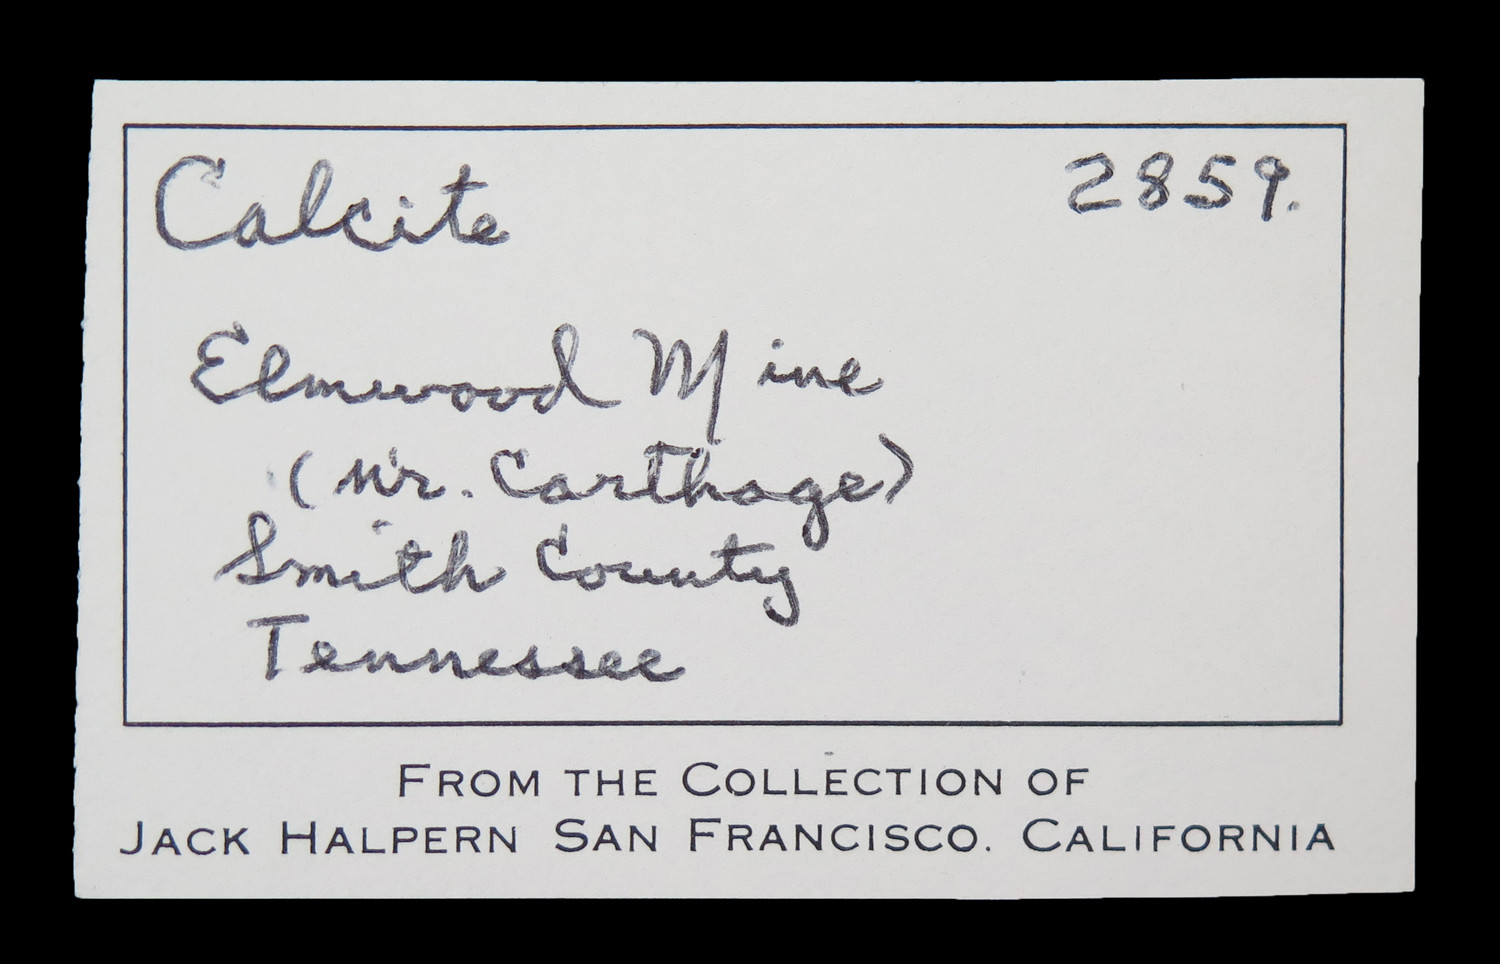 Calcite 2859.
Elmwood Mine
(Nr. Carthage)
Smith County
Tennessee
FROM THE COLLECTION OF
JACK HALPERN SAN FRANCISCO. CALIFORNIA